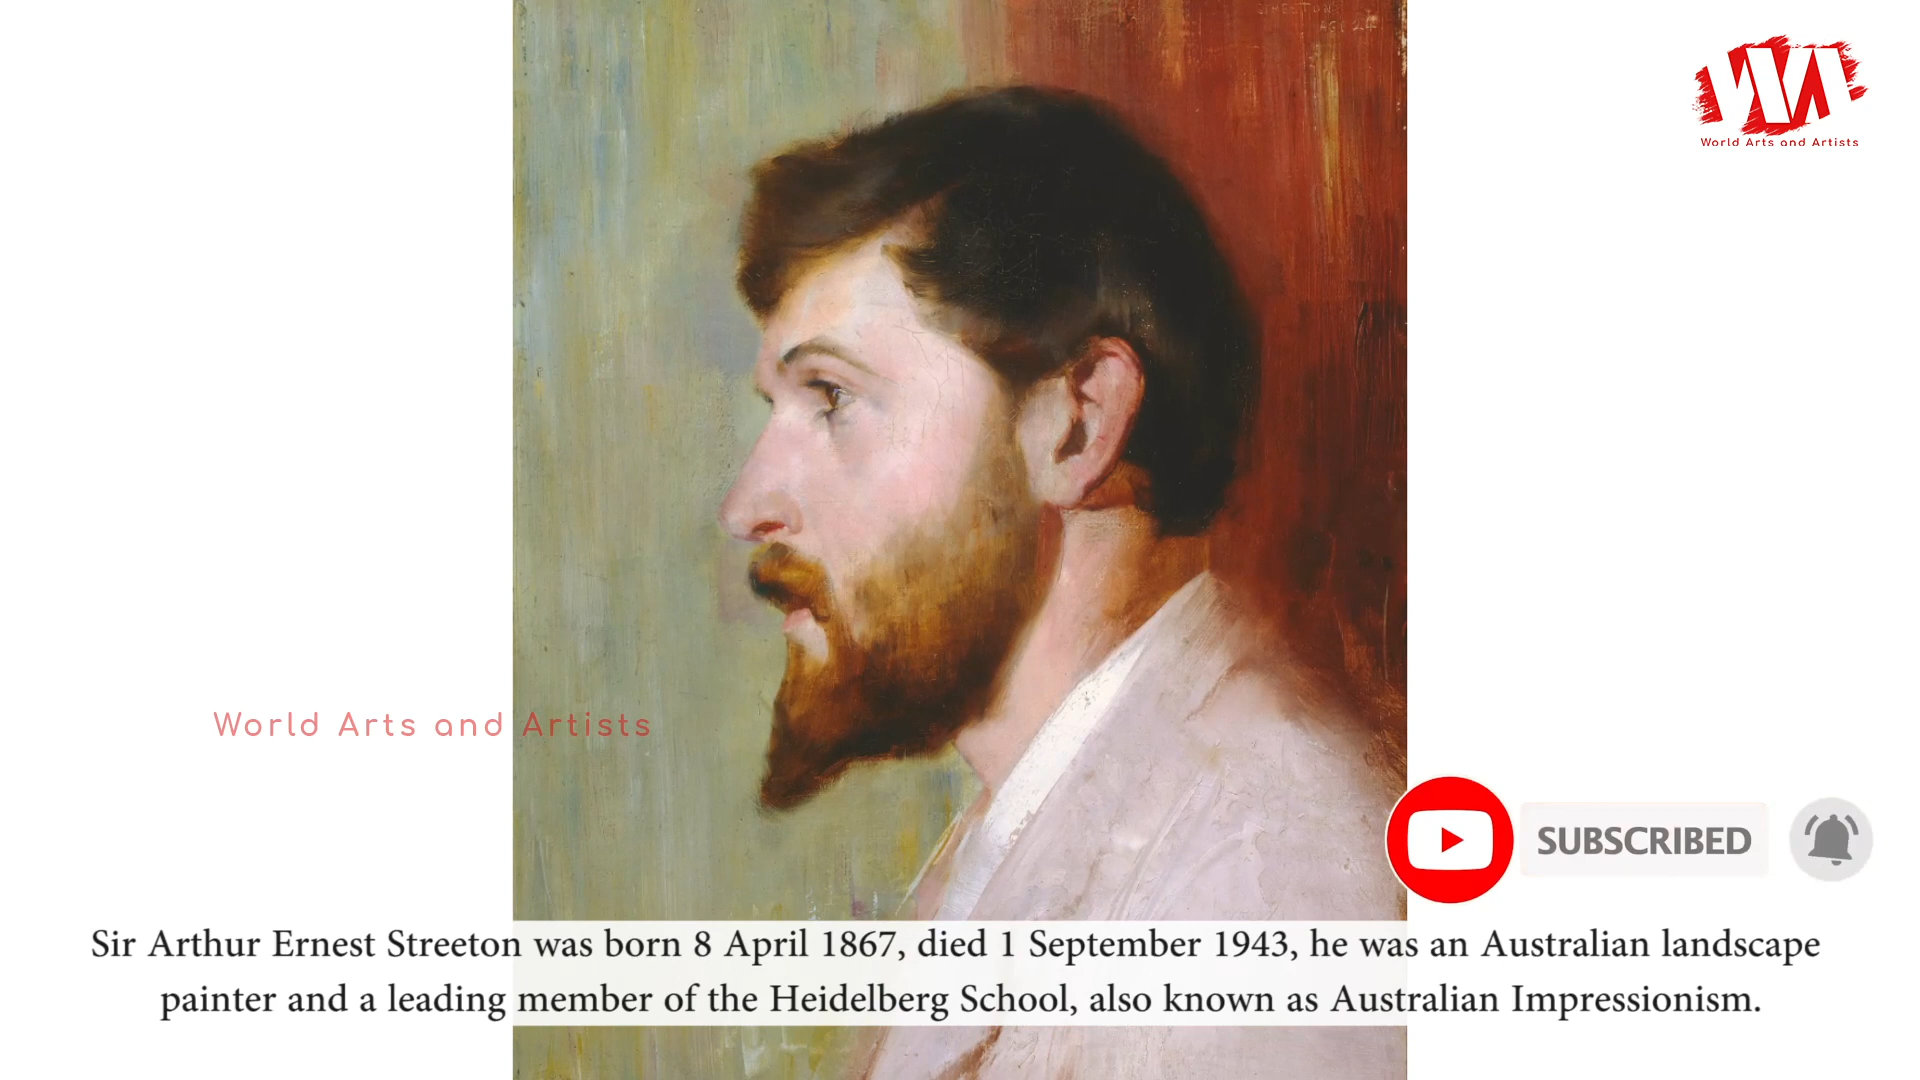 World Arts and Artists
World Arts and Artists
SUBSCRIBED
Sir Arthur Ernest Streeton was born 8 April 1867, died 1 September 1943, he was an Australian landscape
painter and a leading member of the Heidelberg School, also known as Australian Impressionism.